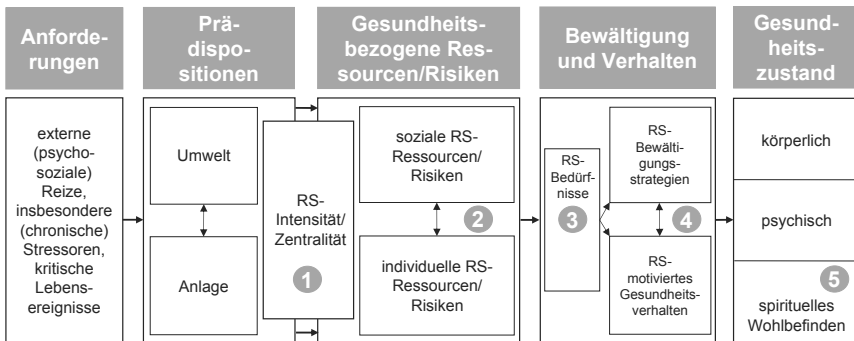 Anforde-
rungen
Prä-
dispo-
sitionen
Gesundheits-
bezogene Res-
sourcen/Risiken
Bewältigung
und Verhalten
Gesund-
heits-
zustand
externe
(psycho-
soziale)
Reize,
insbesondere
(chronische)
Stressoren,
kritische
Lebens-
ereignisse
Umwelt
Anlage
RS-
Intensität/
Zentralität
1
soziale RS-
Ressourcen/
Risiken
2
individuelle RS-
Ressourcen/
Risiken
RS-
Bedürf-
nisse
3
RS-
Bewälti-
gungs-
strategien
4
RS-
motiviertes
Gesundheits-
verhalten
körperlich
psychisch
5
spirituelles
Wohlbefinden